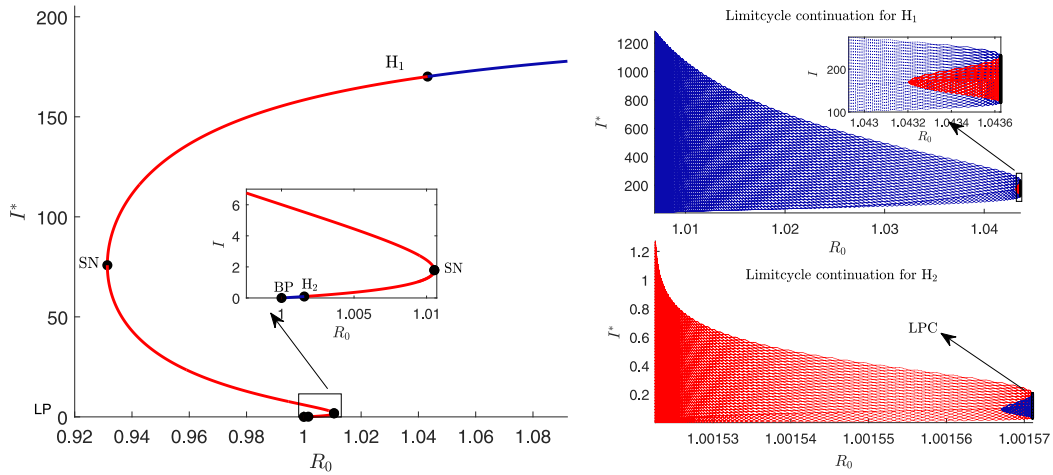 200
150
100
50
0
I*
LP
SN
H₁
6
4
2
0
I
BP
H₂
SN
1
1.005
1.01
R₀
0.92
0.94
0.96
0.98
1
1.02
1.04
1.06
1.08
R₀
Limitcycle continuation for H₁
1200
1000
800
600
400
200
I*
200
100
I
1.043
1.0432
1.0434
1.0436
R₀
1.01
1.02
1.03
1.04
R₀
Limitcycle continuation for H₂
1.2
1
0.8
0.6
0.4
0.2
I*
LPC
1.00153
1.00154
1.00155
1.00156
1.00157
R₀